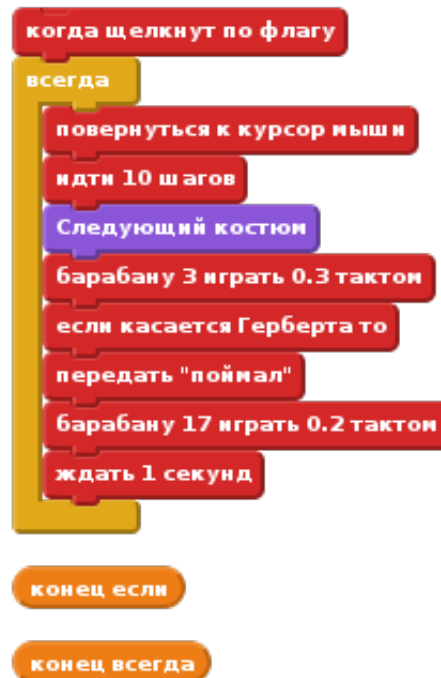 когда щелкнут по флагу
всегда
повернуться к курсор мыши
идти 10 шагов
Следующий костюм
барабану 3 играть 0.3 тактом
если касается Герберта то
передать "поймал"
барабану 17 играть 0.2 тактом
ждать 1 секунд
конец если
конец всегда